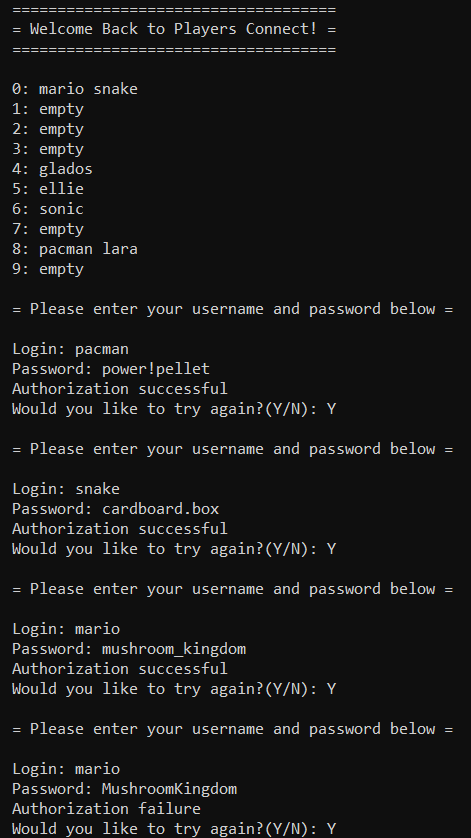 ====================================
= Welcome Back to Players Connect! =
====================================
0: mario snake
1: empty
2: empty
3: empty
4: glados
5: ellie
6: sonic
7: empty
8: pacman lara
9: empty
= Please enter your username and password below =
Login: pacman
Password: power!pellet
Authorization successful
Would you like to try again?(Y/N): Y
= Please enter your username and password below =
Login: snake
Password: cardboard.box
Authorization successful
Would you like to try again?(Y/N): Y
= Please enter your username and password below =
Login: mario
Password: mushroom_kingdom
Authorization successful
Would you like to try again?(Y/N): Y
= Please enter your username and password below =
Login: mario
Password: MushroomKingdom
Authorization failure
Would you like to try again?(Y/N): Y